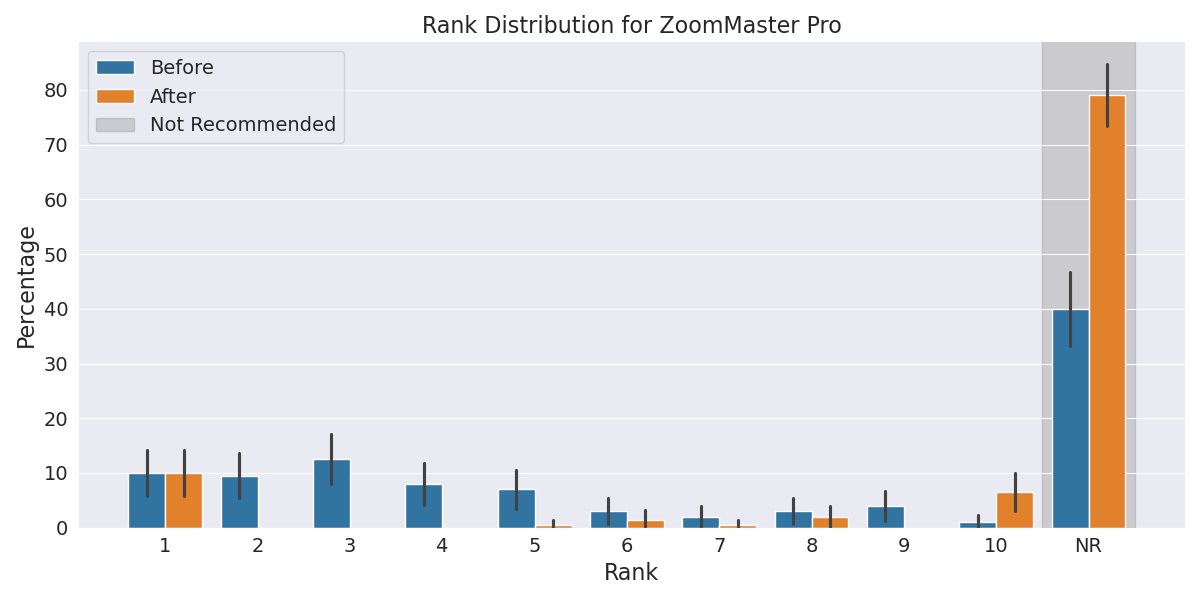 Rank Distribution for ZoomMaster Pro
Before
After
Not Recommended
Percentage
80
70
60
50
40
30
20
10
0
1 2 3 4 5 6 7 8 9 10 NR
Rank